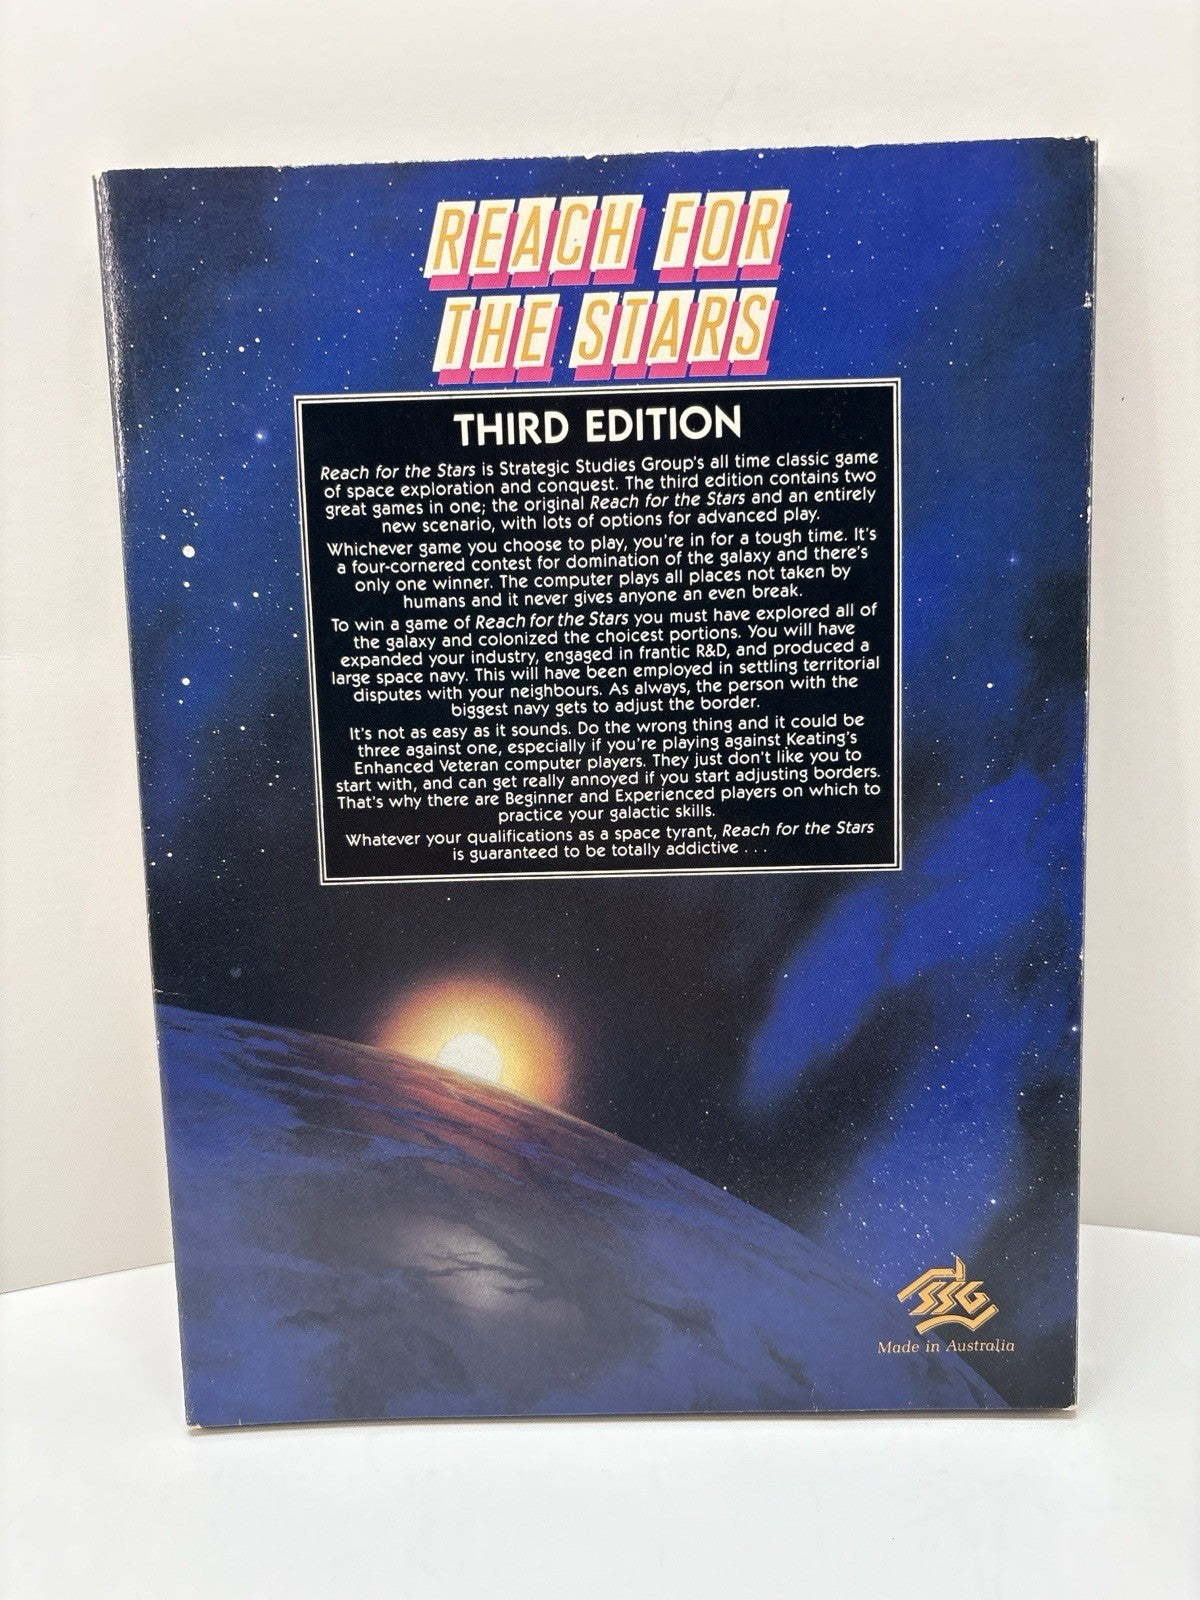 REACH FOR
THE STARS
THIRD EDITION
Reach for the Stars is Strategic Studies Group's all time classic game
of space exploration and conquest. The third edition contains two
great games in one; the original Reach for the Stars and an entirely
new scenario, with lots of options for advanced play.
Whichever game you choose to play, you're in for a tough time. It's
a four-cornered contest for domination of the galaxy and there's
only one winner. The computer plays all places not taken by
humans and it never gives anyone an even break.
To win a game of Reach for the Stars you must have explored all of
the galaxy and colonized the choicest portions. You will have
expanded your industry, engaged in frantic R&D, and produced a
large space navy. This will have been employed in settling territorial
disputes with your neighbours. As always, the person with the
biggest navy gets to adjust the border.
It's not as easy as it sounds. Do the wrong thing and it could be
three against one, especially if you're playing against Keating's
Enhanced Veteran computer players. They just don't like you to
start with, and can get really annoyed if you start adjusting borders.
That's why there are Beginner and Experienced players on which to
practice your galactic skills.
Whatever your qualifications as a space tyrant, Reach for the Stars
is guaranteed to be totally addictive . . .
SSG
Made in Australia